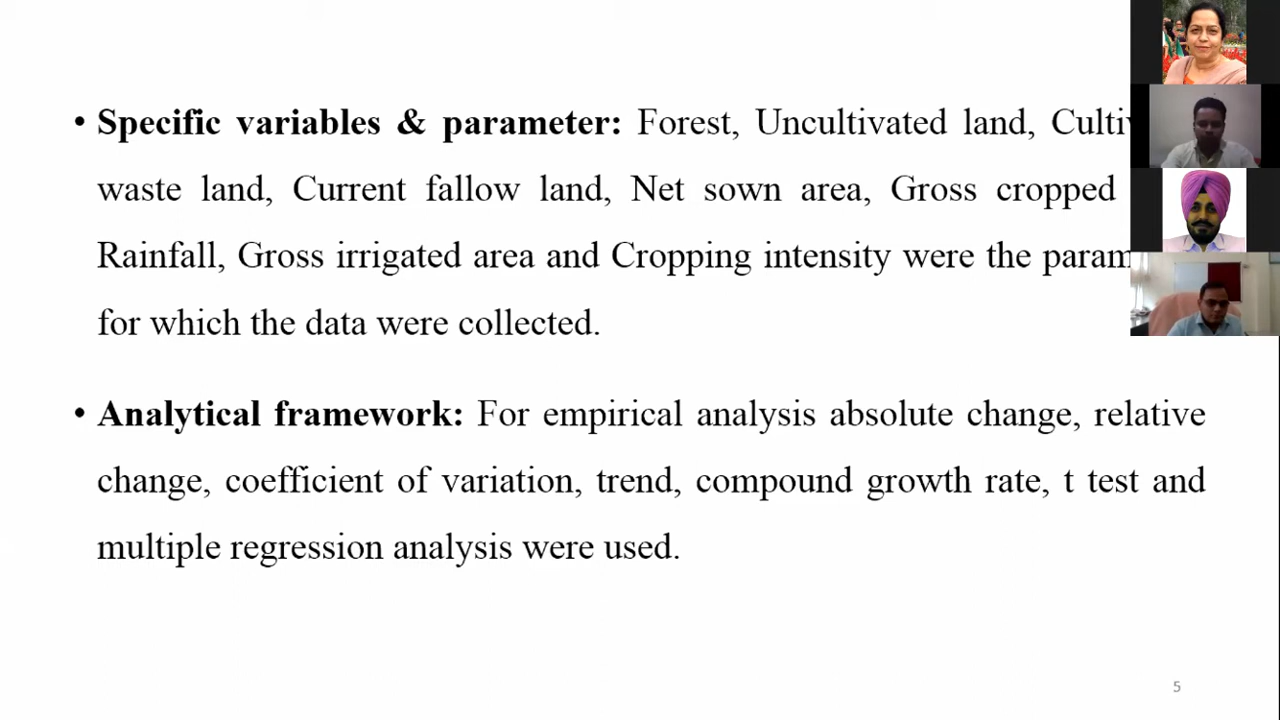 • Specific variables & parameter: Forest, Uncultivated land,
waste land, Current fallow land, Net sown area, Gross cropped
Rainfall, Gross irrigated area and Cropping intensity were the
for which the data were collected.
• Analytical framework: For empirical analysis absolute change, relative
change, coefficient of variation, trend, compound growth rate, t test and
multiple regression analysis were used.
5